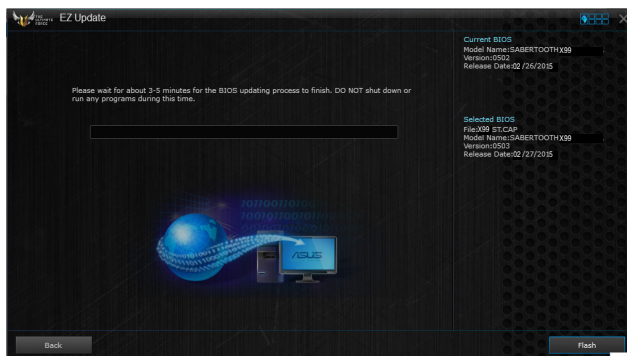 THE ULTIMATE FORCE
EZ Update
Current BIOS
Model Name:SABERTOOTH X99
Version:0502
Release Date:02/26/2015
Please wait for about 3-5 minutes for the BIOS updating process to finish. DO NOT shut down or
run any programs during this time.
Selected BIOS
File:X99 ST.CAP
Model Name:SABERTOOTH X99
Version:0503
Release Date:02/27/2015
ASUS
Back
Flash